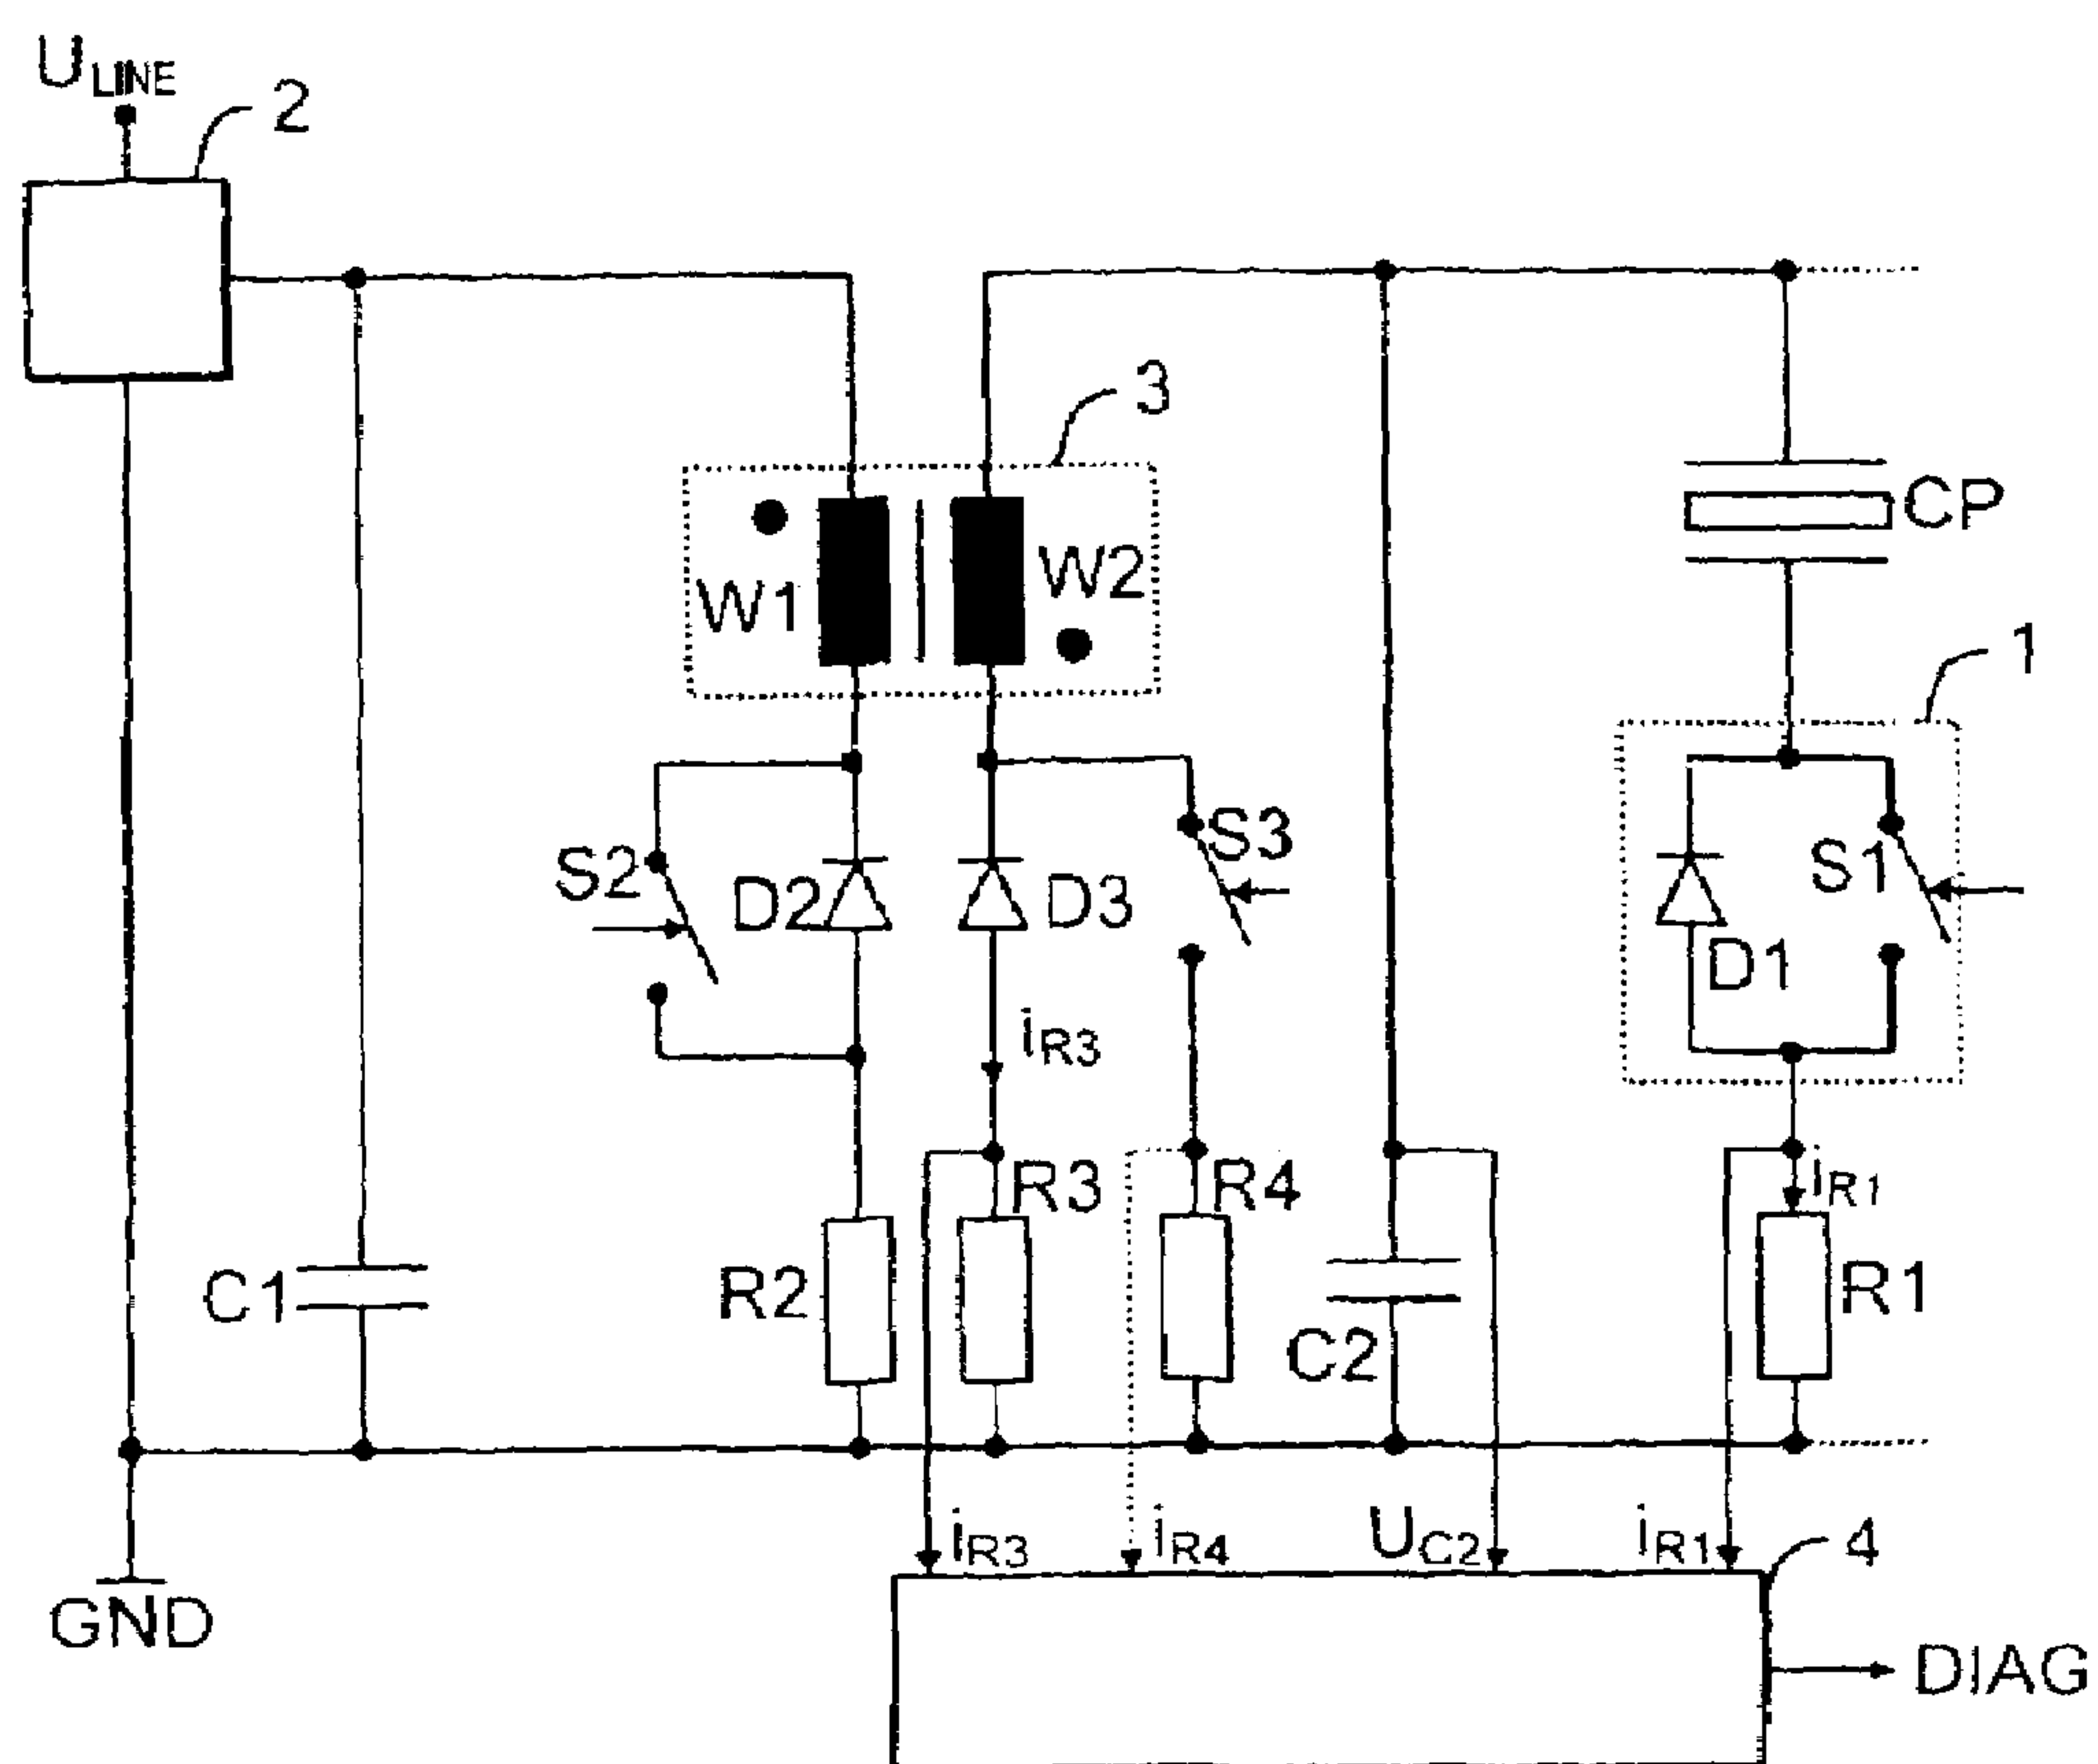 ULINE
2
3
CP
W1
W2
1
S2
D2
D3
S3
S1
D1
iR3
R3
R4
iR1
C1
R2
C2
R1
iR3
iR4
UC2
iR1
4
GND
DIAG